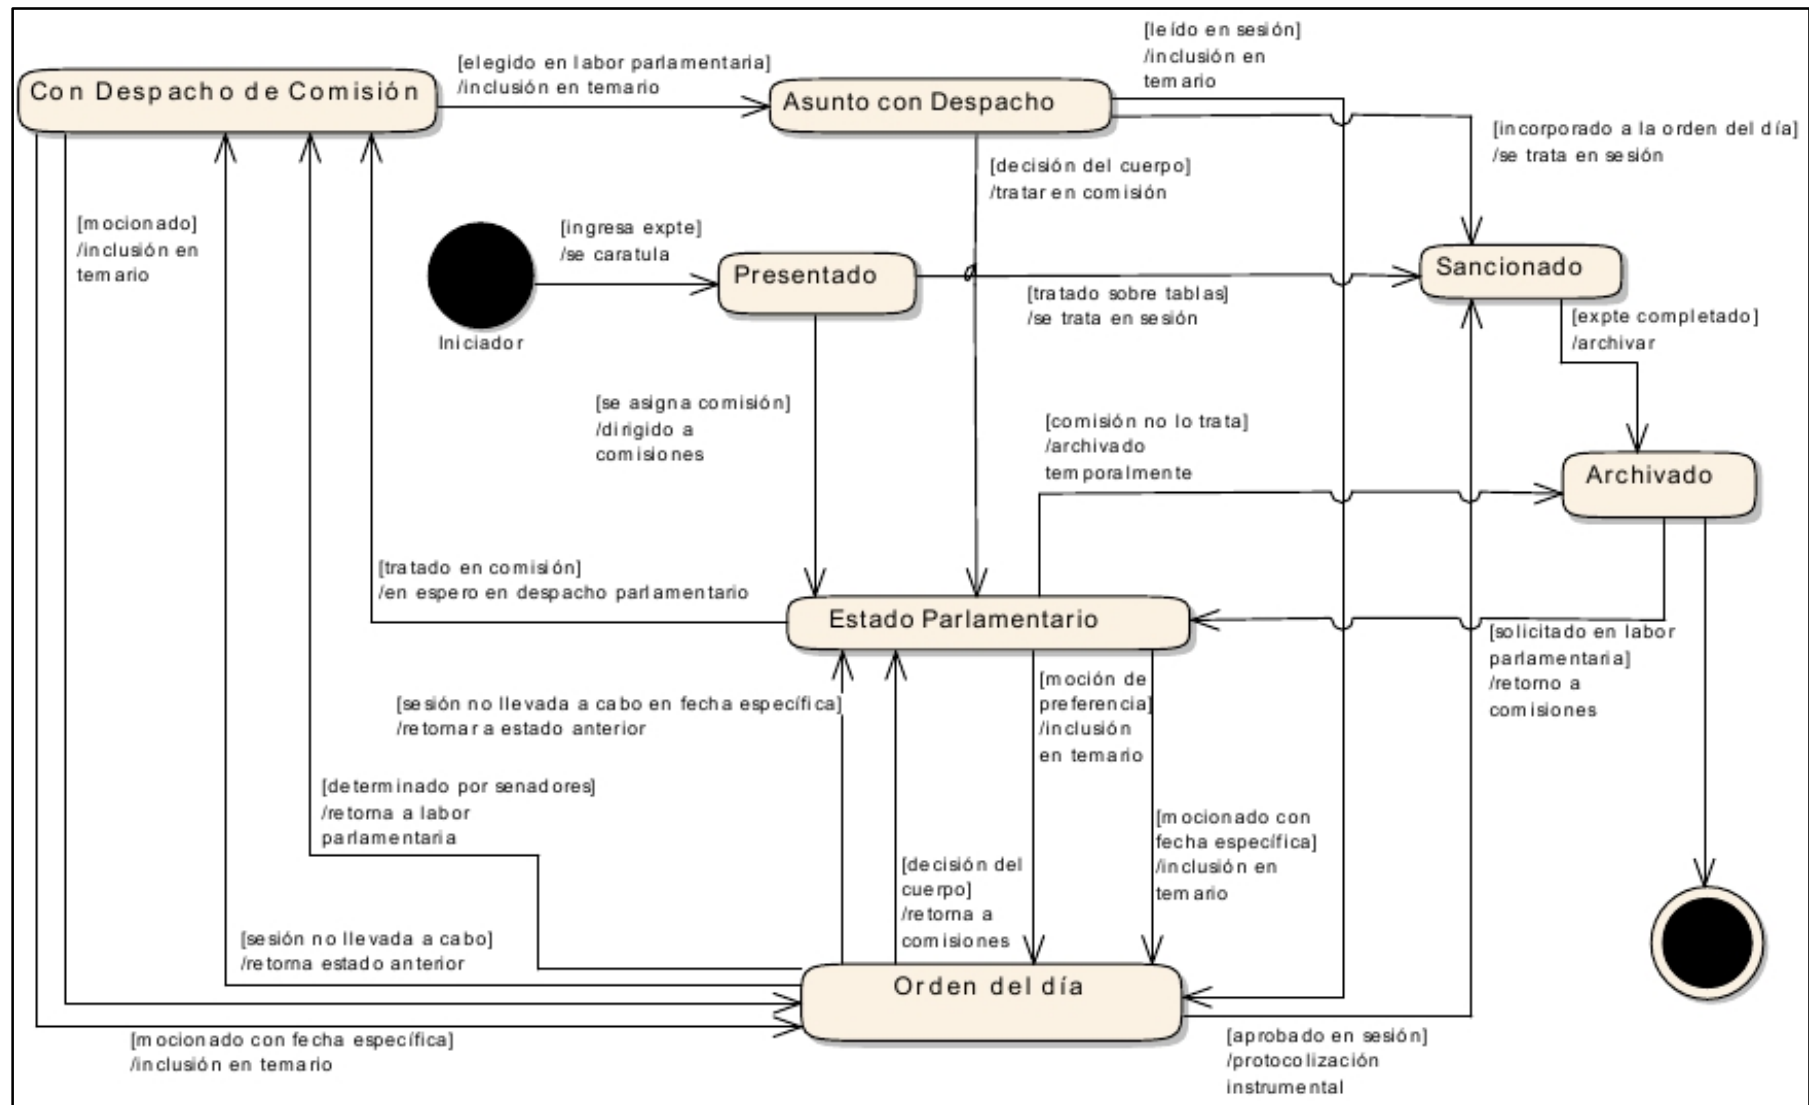 [leído en sesión]
/inclusión en
temario
[elegido en labor parlamentaria]
/inclusión en temario
Con Despacho de Comisión
Asunto con Despacho
[incorporado a la orden del día]
/se trata en sesión
[decisión del cuerpo]
/tratar en comisión
[mocionado]
/inclusión en
temario
[ingresa expte]
/se caratula
Presentado
Sancionado
[tratado sobre tablas]
/se trata en sesión
[expte completado]
/archivar
Iniciador
[se asigna comisión]
/dirigido a
comisiones
[comisión no lo trata]
/archivado
temporalmente
Archivado
[tratado en comisión]
/en espero en despacho parlamentario
Estado Parlamentario
[solicitado en labor
parlamentaria]
/retorno a
comisiones
[sesión no llevada a cabo en fecha específica]
/retornar a estado anterior
[moción de
preferencia]
/inclusión
en temario
[determinado por senadores]
/retorna a labor
parlamentaria
[mocionado con
fecha específica]
/inclusión en
temario
[decisión del
cuerpo]
/retorna a
comisiones
[sesión no llevada a cabo]
/retorna estado anterior
Orden del día
[mocionado con fecha específica]
/inclusión en temario
[aprobado en sesión]
/protocolización
instrumental